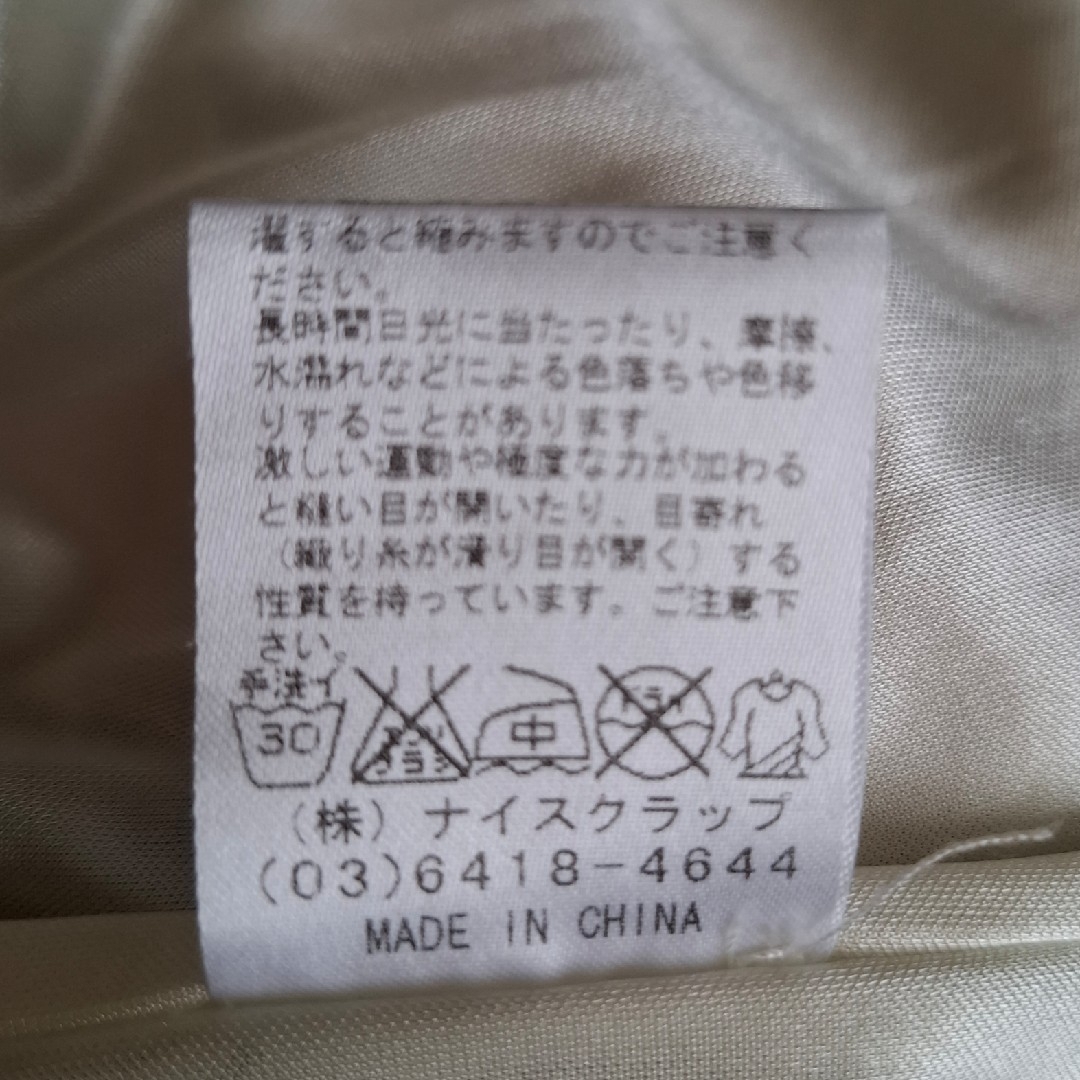 濯すると縮みますのでご注意く
ださい。
長時間日光に当たったり、摩擦、
水濡れなどによる色落ちや色移
りすることがあります。
激しい運動や極度な力が加わる
と縫い目が開いたり、目寄れ
（織り糸が滑り目が開く）する
性質を持っています。ご注意下
さい。
手洗イ
30 中 ドライ
（株）ナイスクラップ
(03)6418-4644
MADE IN CHINA